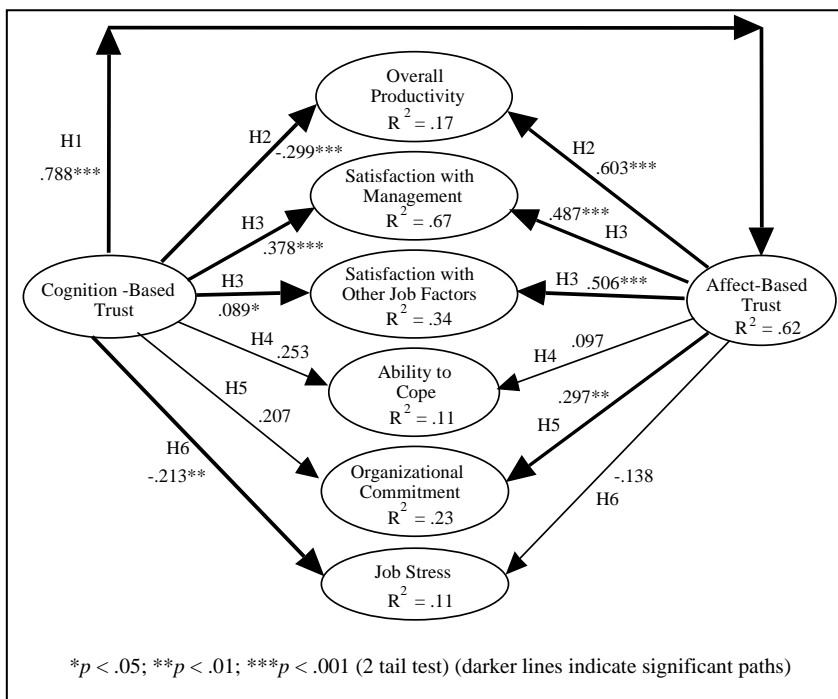 Overall
Productivity
R² = .17
H1
.788***
H2
-.299***
H2
.603***
Satisfaction with
Management
R² = .67
H3
.378***
.487***
H3
Cognition -Based
Trust
H3
.089*
Satisfaction with
Other Job Factors
R² = .34
H3 .506***
Affect-Based
Trust
R² = .62
H4
.253
Ability to
Cope
R² = .11
.097
H4
H5
.207
.297**
H5
H6
-.213**
Organizational
Commitment
R² = .23
-.138
H6
Job Stress
R² = .11
*p < .05; **p < .01; ***p < .001 (2 tail test) (darker lines indicate significant paths)